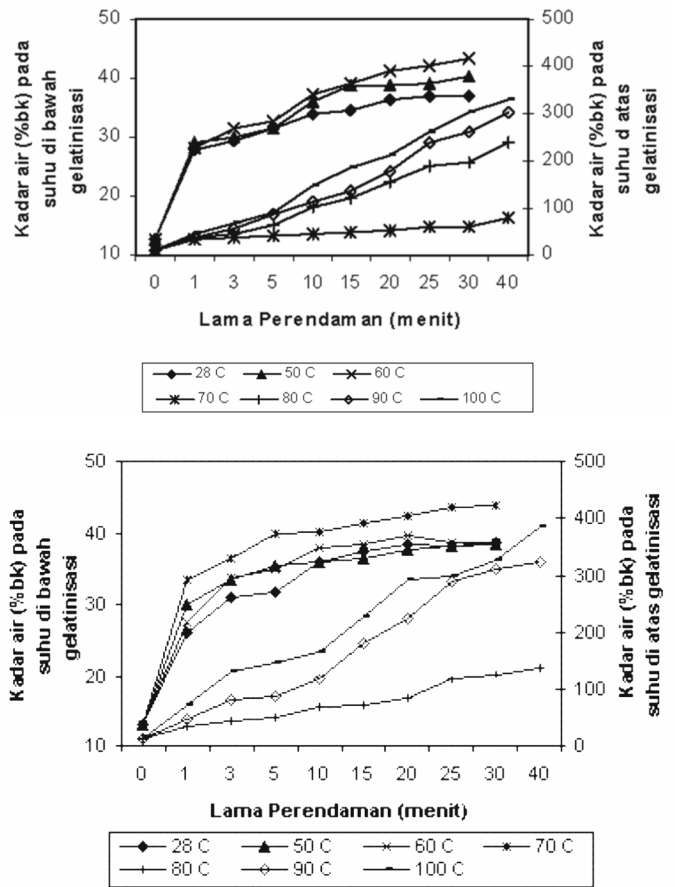 Kadar air (%bk) pada
suhu di bawah
gelatinisasi
50
40
30
20
10
500
400
300
200
100
0
Kadar air (%bk) pada
suhu d atas
gelatinisasi
0 1 3 5 10 15 20 25 30 40
Lama Perendaman (menit)
28 C 50 C 60 C
70 C 80 C 90 C 100 C
Kadar air (%bk) pada
suhu di bawah
gelatinisasi
50
40
30
20
10
500
400
300
200
100
0
Kadar air (%bk) pada
suhu di atas gelatinisasi
0 1 3 5 10 15 20 25 30 40
Lama Perendaman (menit)
28 C 50 C 60 C 70 C
80 C 90 C 100 C